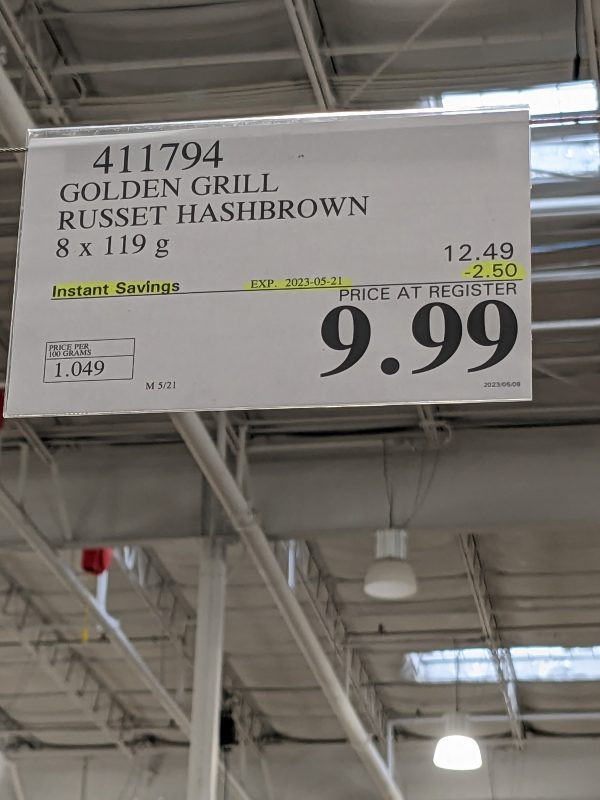 411794
GOLDEN GRILL
RUSSET HASHBROWN
8 x 119 g
12.49
-2.50
Instant Savings EXP. 2023-05-21
PRICE AT REGISTER
9.99
PRICE PER
100 GRAMS
1.049
M 5/21
2023/05/08